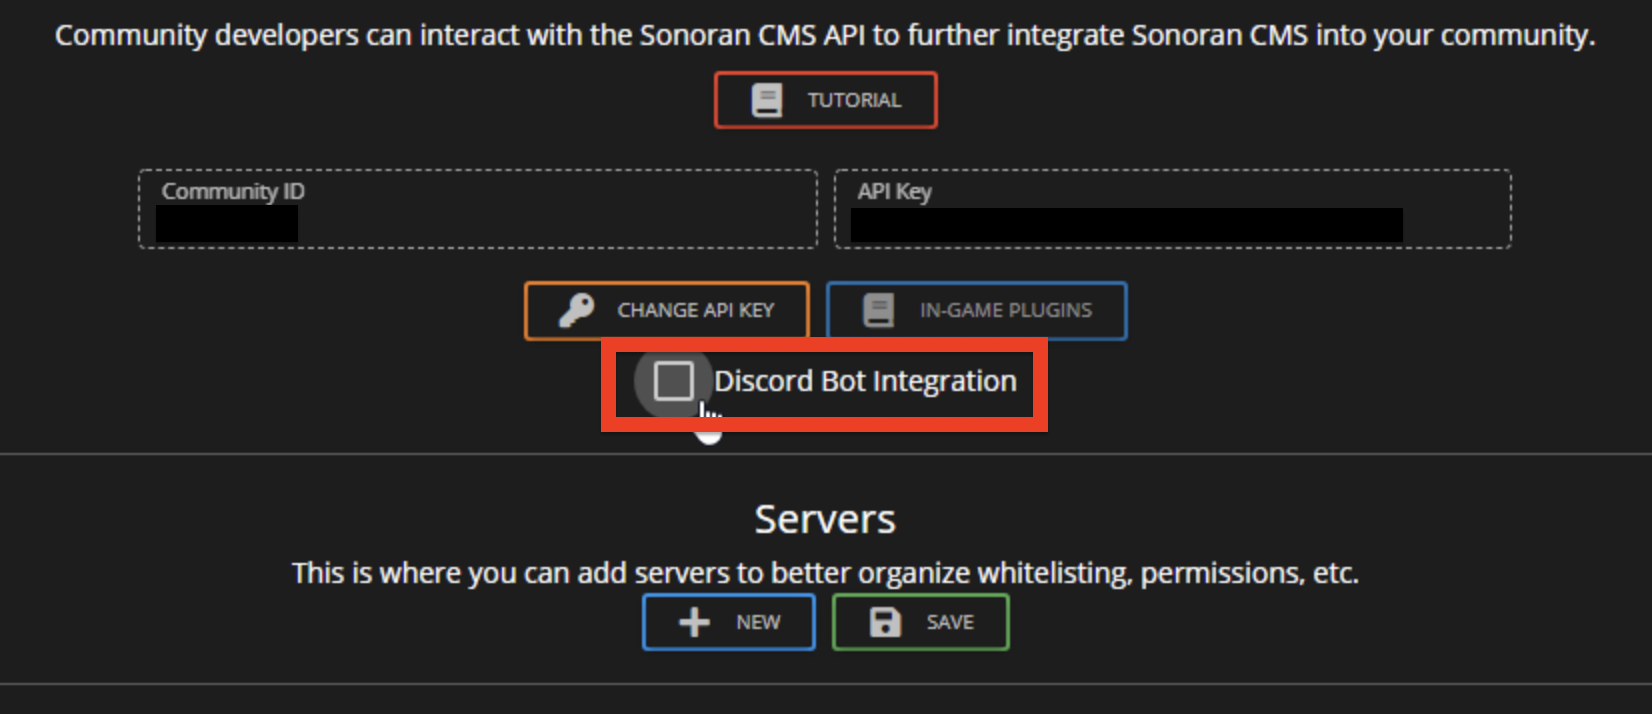 Community developers can interact with the Sonoran CMS API to further integrate Sonoran CMS into your community.
TUTORIAL
Community ID
API Key
CHANGE API KEY
IN-GAME PLUGINS
Discord Bot Integration
Servers
This is where you can add servers to better organize whitelisting, permissions, etc.
NEW
SAVE